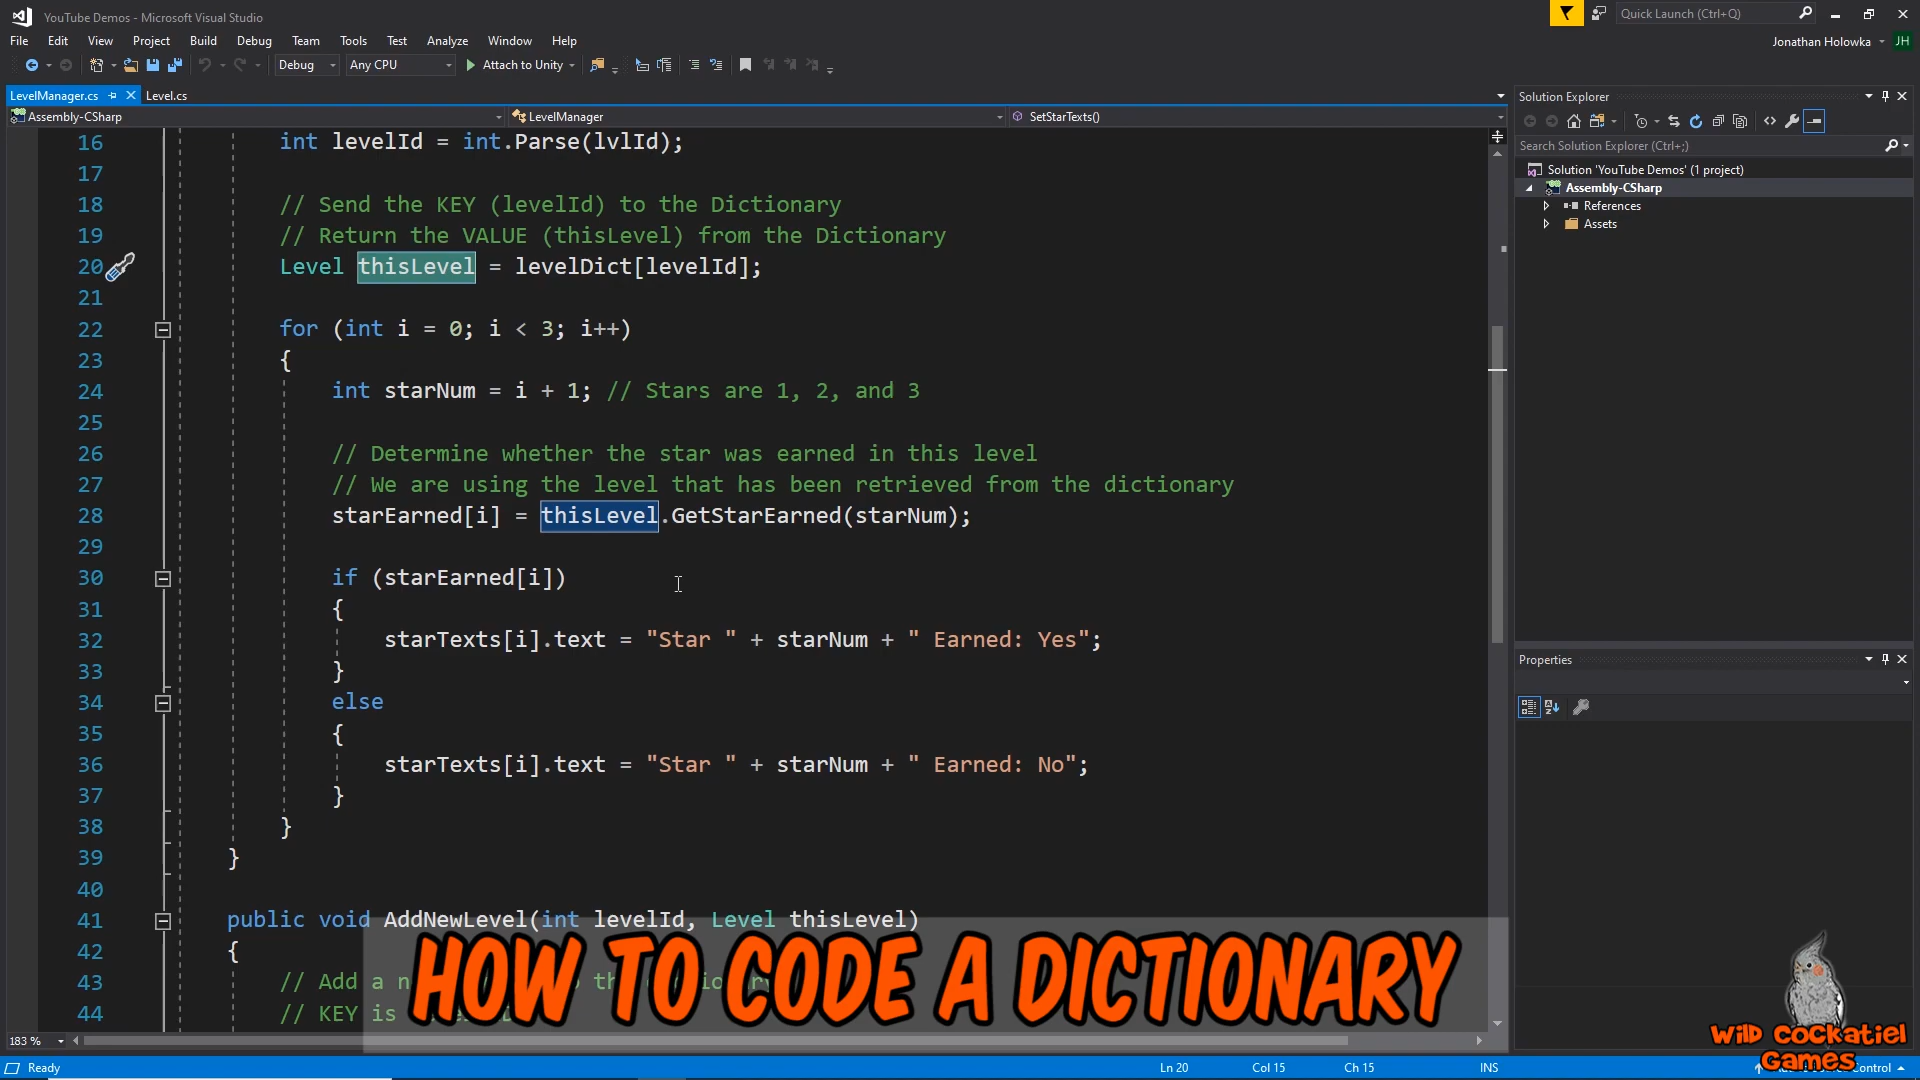 YouTube Demos - Microsoft Visual Studio
Quick Launch (Ctrl+Q)
File Edit View Project Build Debug Team Tools Test Analyze Window Help
Jonathan Holowka JH
Debug Any CPU Attach to Unity
LevelManager.cs Level.cs
Assembly-CSharp LevelManager SetStarTexts()
16 int levelId = int.Parse(lvlId);
17
18 // Send the KEY (levelId) to the Dictionary
19 // Return the VALUE (thisLevel) from the Dictionary
20 Level thisLevel = levelDict[levelId];
21
22 for (int i = 0; i < 3; i++)
23 {
24 int starNum = i + 1; // Stars are 1, 2, and 3
25
26 // Determine whether the star was earned in this level
27 // We are using the level that has been retrieved from the dictionary
28 starEarned[i] = thisLevel.GetStarEarned(starNum);
29
30 if (starEarned[i])
31 {
32 starTexts[i].text = "Star " + starNum + " Earned: Yes";
33 }
34 else
35 {
36 starTexts[i].text = "Star " + starNum + " Earned: No";
37 }
38 }
39 }
40
41 public void AddNewLevel(int levelId, Level thisLevel)
42 {
43 // Add a n
44 // KEY is
HOW TO CODE A DICTIONARY
183 %
Solution Explorer
Search Solution Explorer (Ctrl+;)
Solution 'YouTube Demos' (1 project)
Assembly-CSharp
References
Assets
Properties
WILD COCKATIEL
GAMES
Ready Ln 20 Col 15 Ch 15 INS
Control